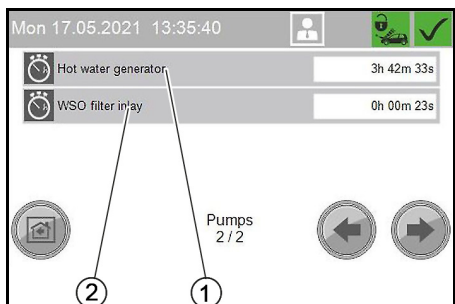 Mon 17.05.2021 13:35:40
Hot water generator 3h 42m 33s
WSO filter inlay 0h 00m 23s
Pumps
2 / 2
2 1